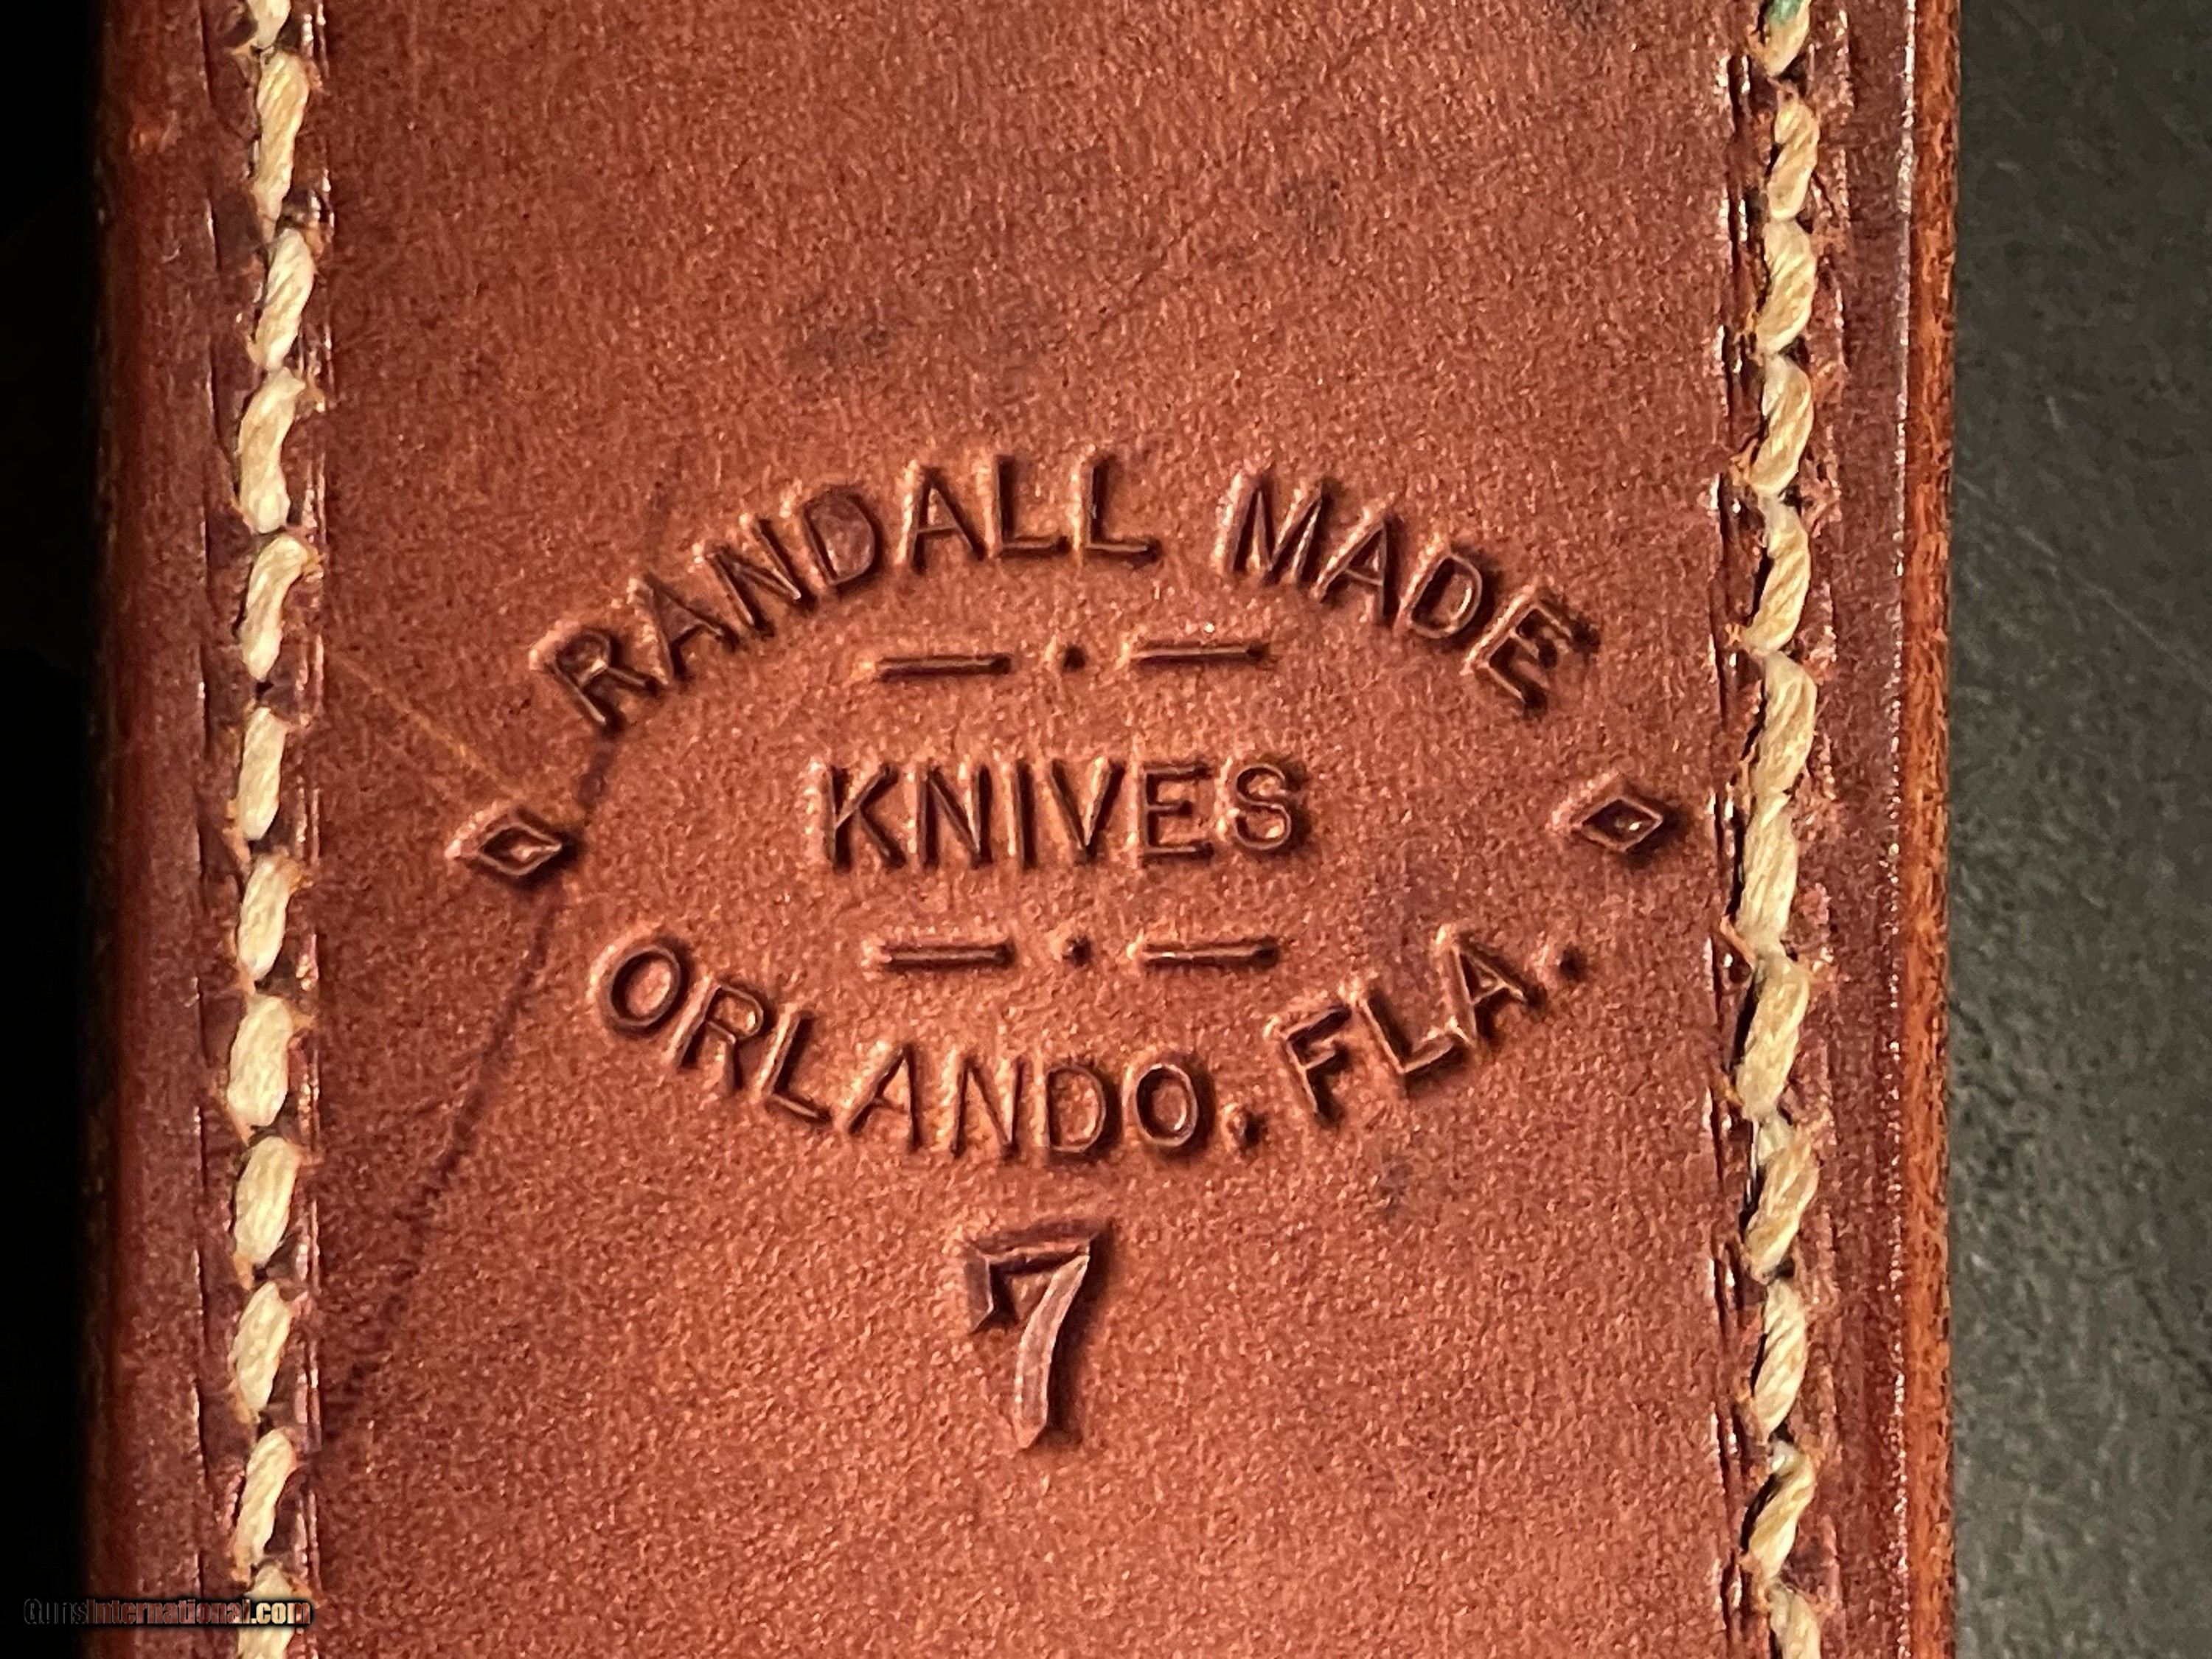 RANDALL MADE
KNIVES
ORLANDO, FLA.
7
GunsInternational.com